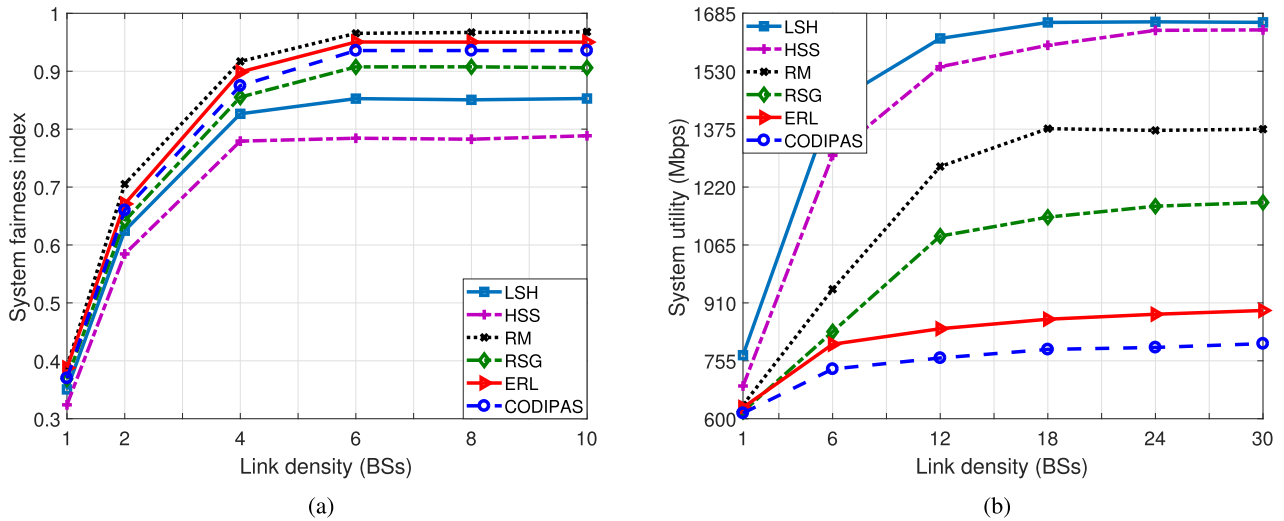 System fairness index
1
0.9
0.8
0.7
0.6
0.5
0.4
0.3
1
2
4
6
8
10
Link density (BSs)
LSH
HSS
RM
RSG
ERL
CODIPAS
(a)
System utility (Mbps)
1685
1530
1375
1220
1065
910
755
600
1
6
12
18
24
30
Link density (BSs)
LSH
HSS
RM
RSG
ERL
CODIPAS
(b)